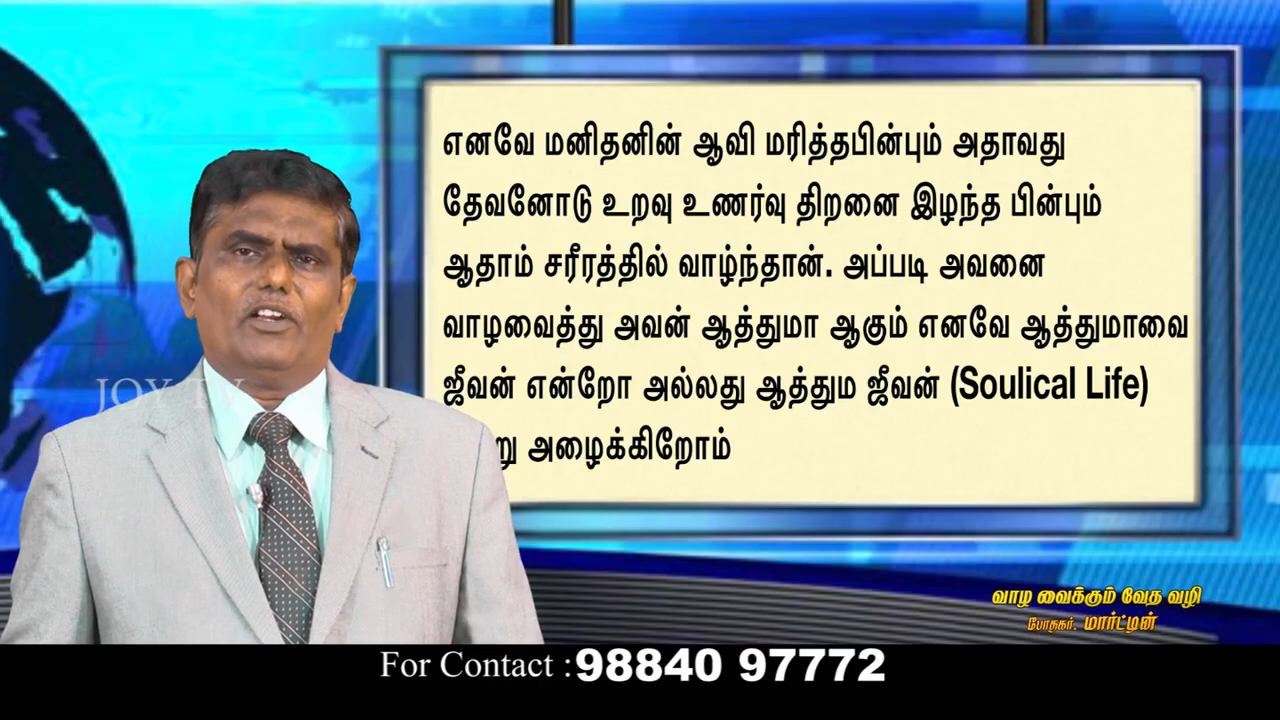 எனவே மனிதனின் ஆவி மரித்தபின்பும் அதாவது
தேவனோடு உறவு உணர்வு திறனை இழந்த பின்பும்
ஆதாம் சரீரத்தில் வாழ்ந்தான். அப்படி அவனை
வாழவைத்து அவன் ஆத்துமா ஆகும் எனவே ஆத்துமாவை
ஜீவன் என்றோ அல்லது ஆத்தும ஜீவன் (Soulical Life)
அழைக்கிறோம்
JOY TV
வாழ வைக்கும் வேத வழி
போதகர். மார்ட்டின்
For Contact : 98840 97772